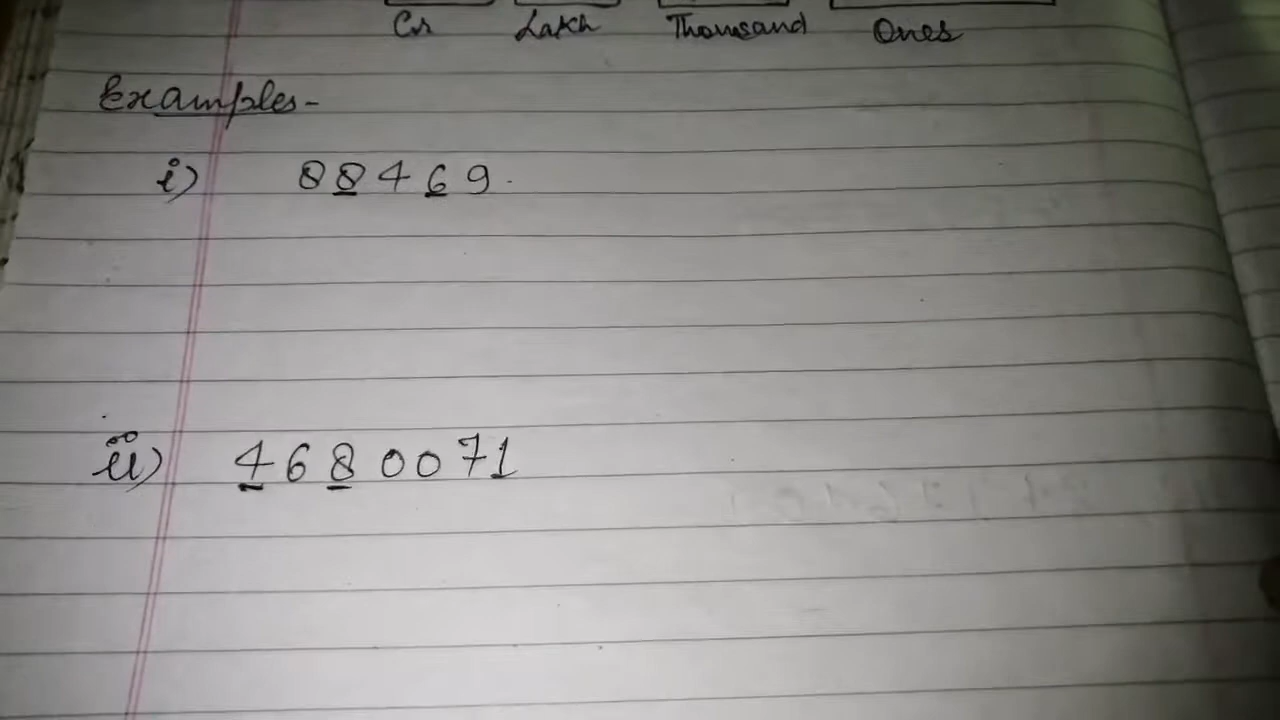 Cr Lakh Thousand Ones
Examples-
i) 88469.
ii) 4680071